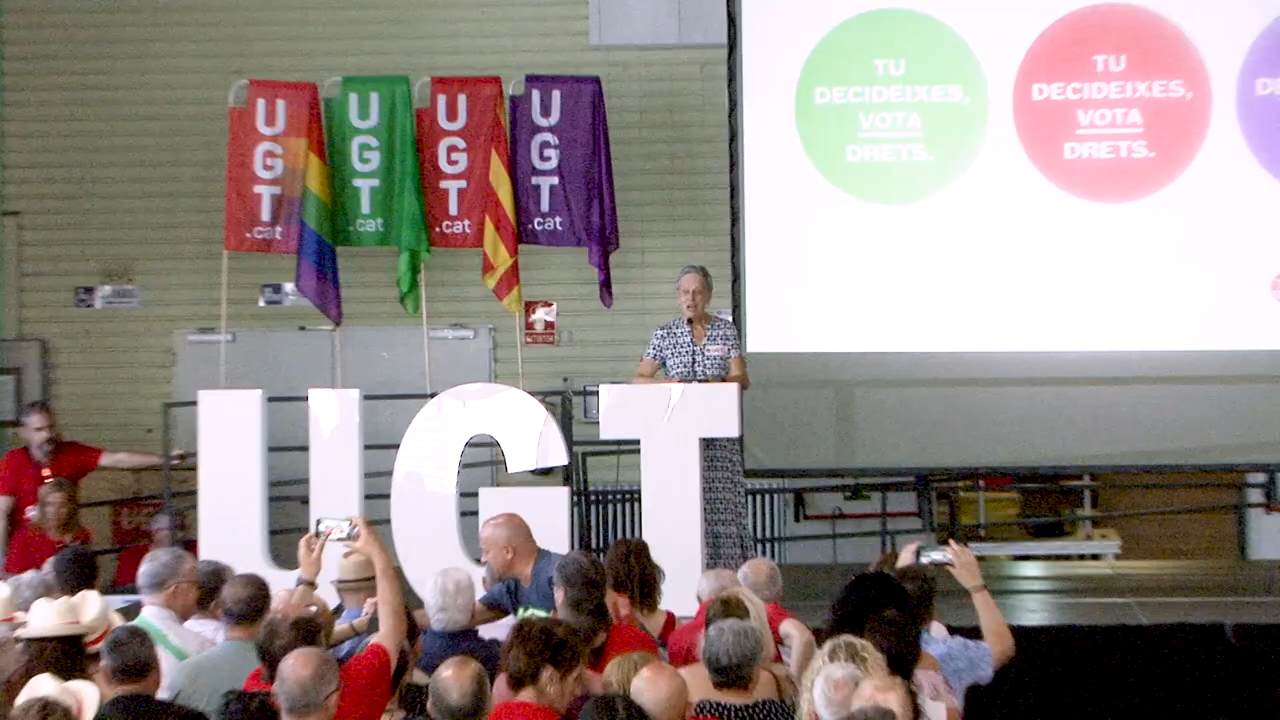 UGT
.cat
UGT
.cat
UGT
.cat
UGT
.cat
TU
DECIDEIXES,
VOTA
DRETS.
TU
DECIDEIXES,
VOTA
DRETS.
UGT